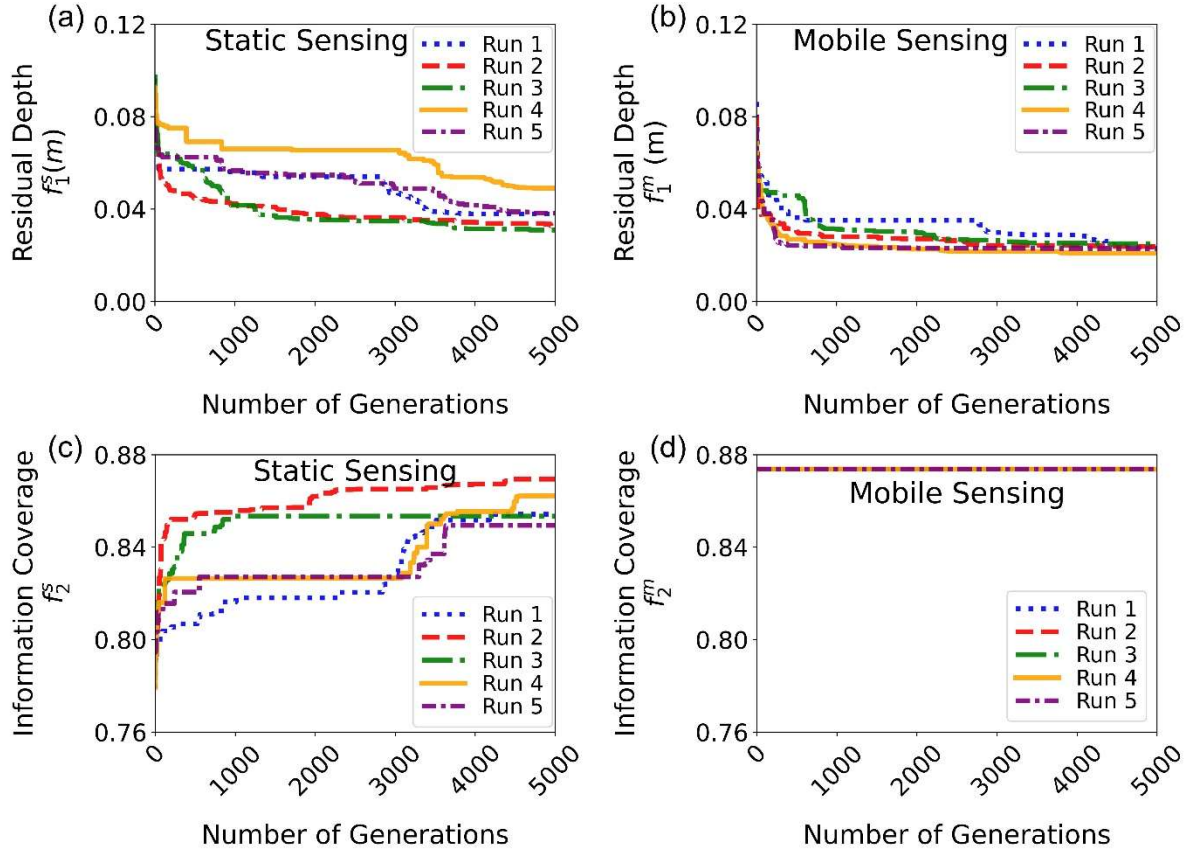 (a)
Static Sensing
Run 1
Run 2
Run 3
Run 4
Run 5
0.12
0.08
0.04
0.00
Residual Depth
f₁ˢ(m)
0
1000
2000
3000
4000
5000
Number of Generations
(b)
Mobile Sensing
Run 1
Run 2
Run 3
Run 4
Run 5
0.12
0.08
0.04
0.00
Residual Depth
f₁ᵐ (m)
0
1000
2000
3000
4000
5000
Number of Generations
(c)
Static Sensing
0.88
0.84
0.80
0.76
Information Coverage
f₂ˢ
Run 1
Run 2
Run 3
Run 4
Run 5
0
1000
2000
3000
4000
5000
Number of Generations
(d)
Mobile Sensing
0.88
0.84
0.80
0.76
Information Coverage
f₂ᵐ
Run 1
Run 2
Run 3
Run 4
Run 5
0
1000
2000
3000
4000
5000
Number of Generations